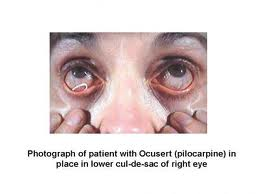 Photograph of patient with Ocusert (pilocarpine) in
place in lower cul-de-sac of right eye